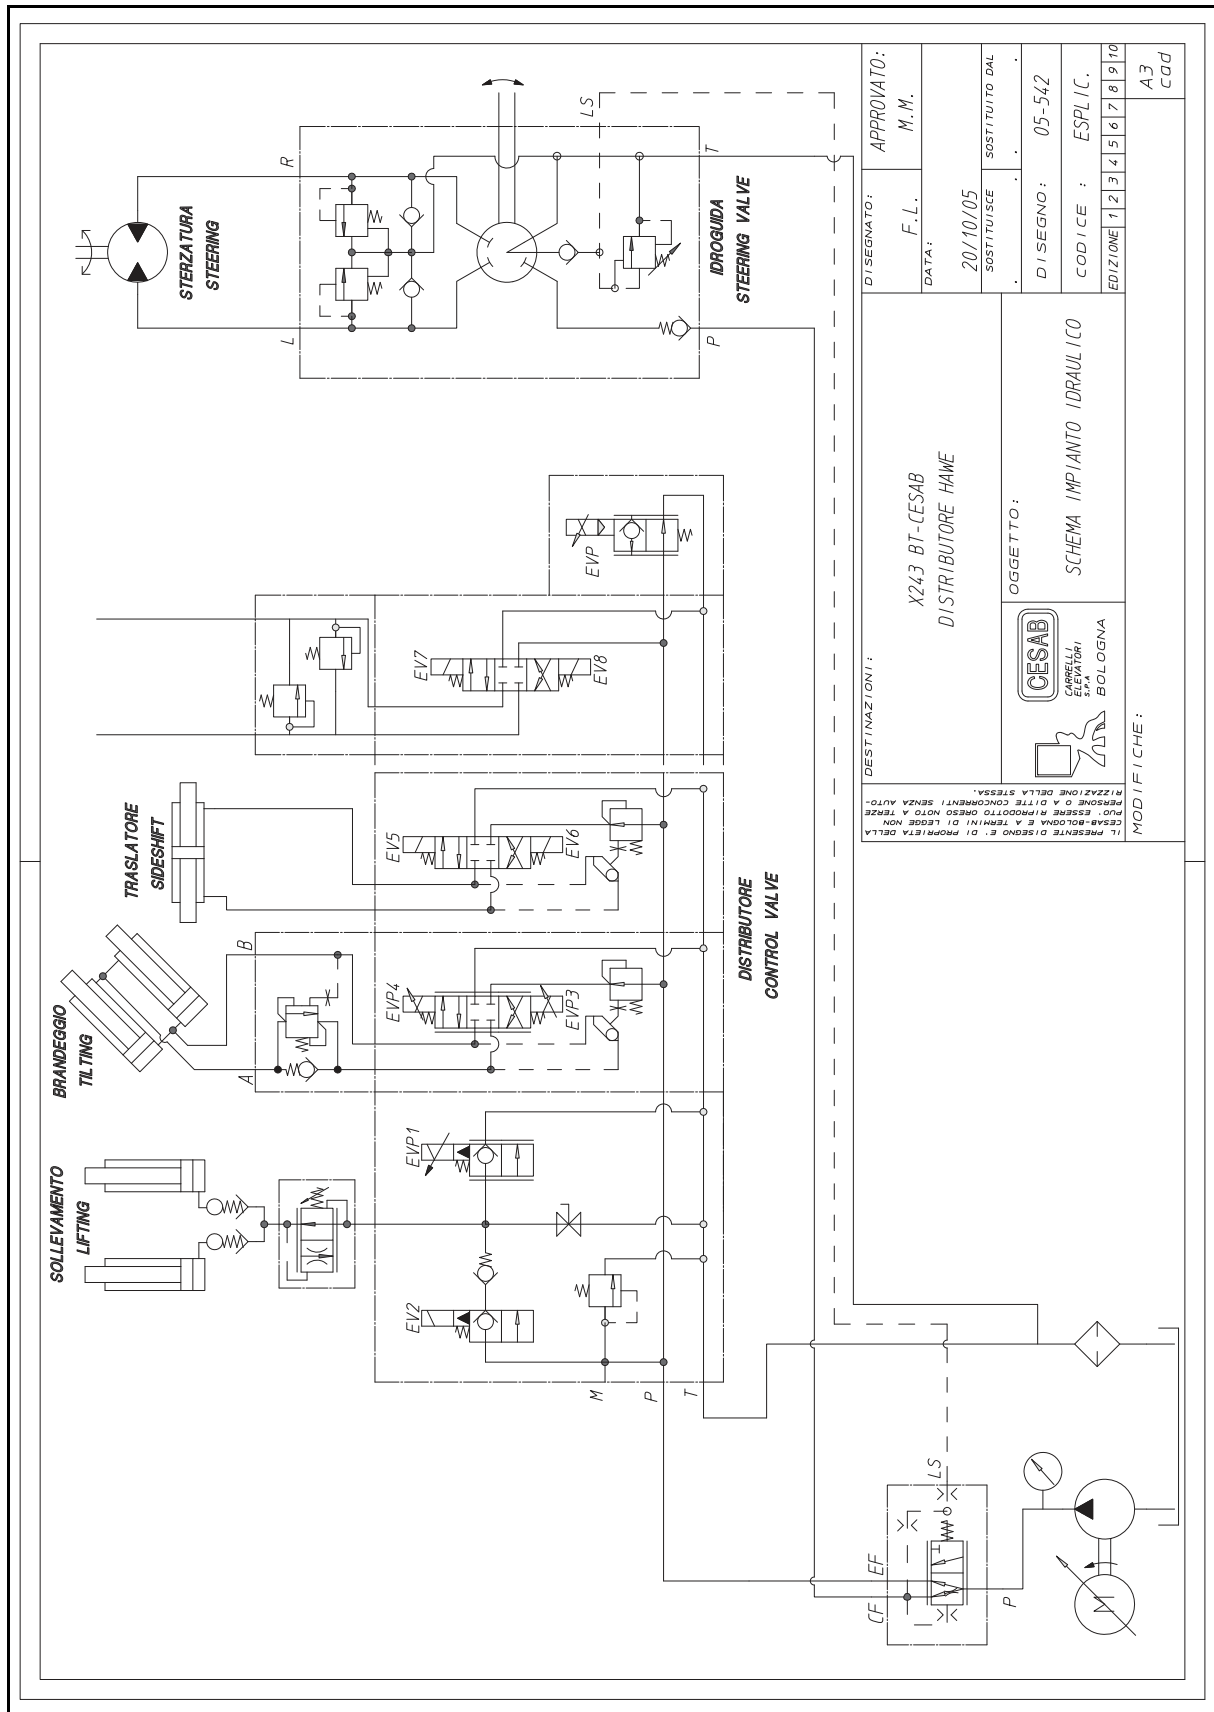 SOLLEVAMENTO
LIFTING
BRANDEGGIO
TILTING
TRASLATORE
SIDESHIFT
STERZATURA
STEERING
A
B
L
R
EV2
EVP1
EVP4
EVP3
EV5
EV6
EV7
EV8
EVP
M
P
T
DISTRIBUTORE
CONTROL VALVE
IDROGUIDA
STEERING VALVE
LS
P
T
CF
EF
LS
P
M
IL PRESENTE DISEGNO E' DI PROPRIETA DELLA
CESAB-BOLOGNA E A TERMINI DI LEGGE NON
PUO' ESSERE RIPRODOTTO ORESO NOTO A TERZE
PERSONE O A DITTE CONCORRENTI SENZA AUTO-
RIZZAZIONE DELLA STESSA.
DESTINAZIONI:
X243 BT-CESAB
DISTRIBUTORE HAWE
CESAB
CARRELLI
ELEVATORI
S.P.A
BOLOGNA
OGGETTO:
SCHEMA IMPIANTO IDRAULICO
DISEGNATO:
F.L.
APPROVATO:
M.M.
DATA:
20/10/05
SOSTITUISCE .
.
SOSTITUITO DAL .
.
DISEGNO: 05-542
CODICE : ESPLIC.
EDIZIONE 1 2 3 4 5 6 7 8 9 10
MODIFICHE:
A3
cad